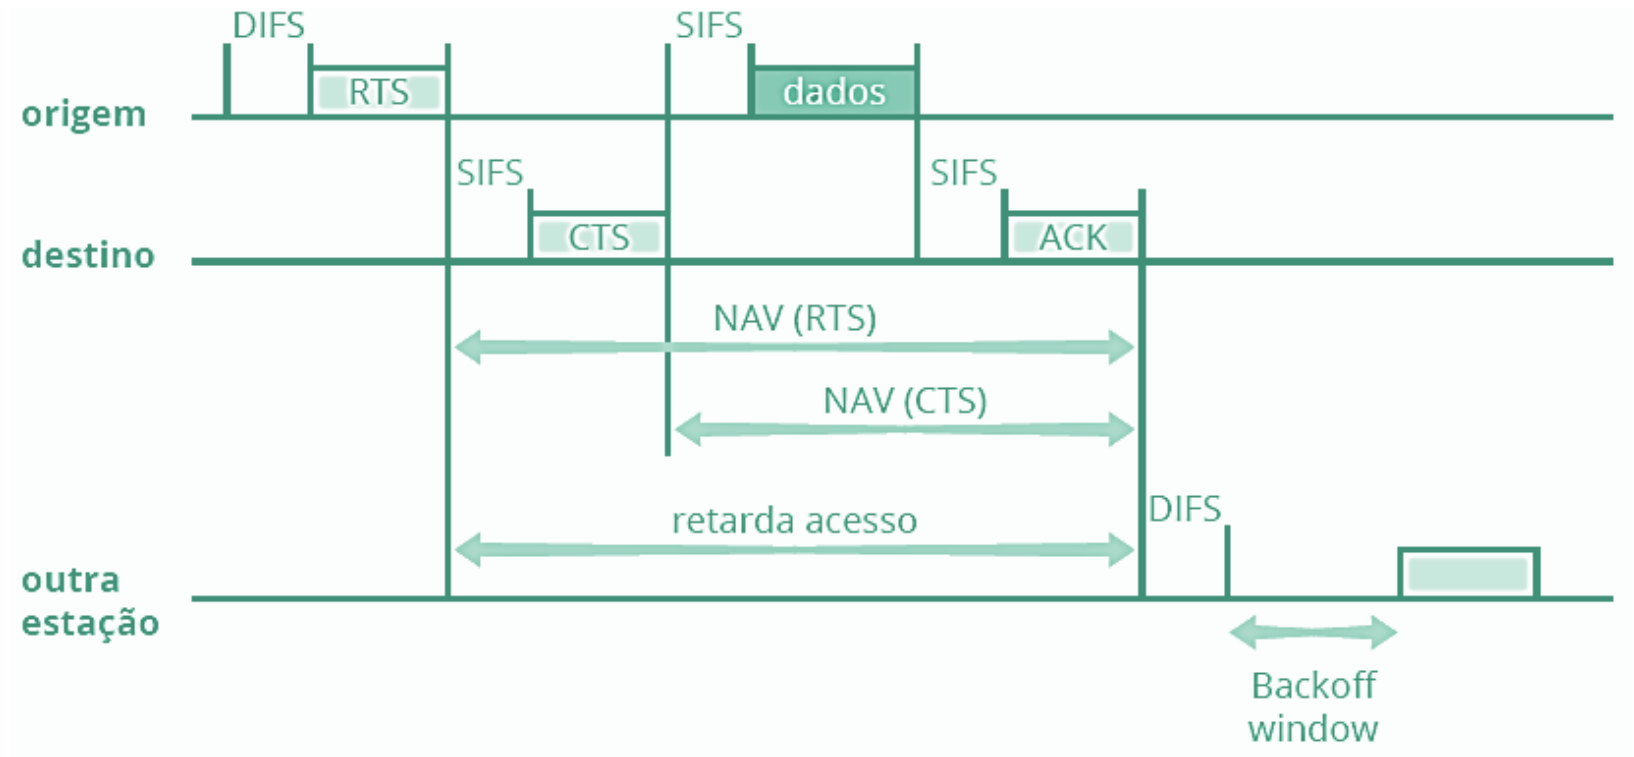 DIFS
SIFS
RTS
dados
origem
SIFS
SIFS
CTS
ACK
destino
NAV (RTS)
NAV (CTS)
retarda acesso
DIFS
outra
estação
Backoff
window